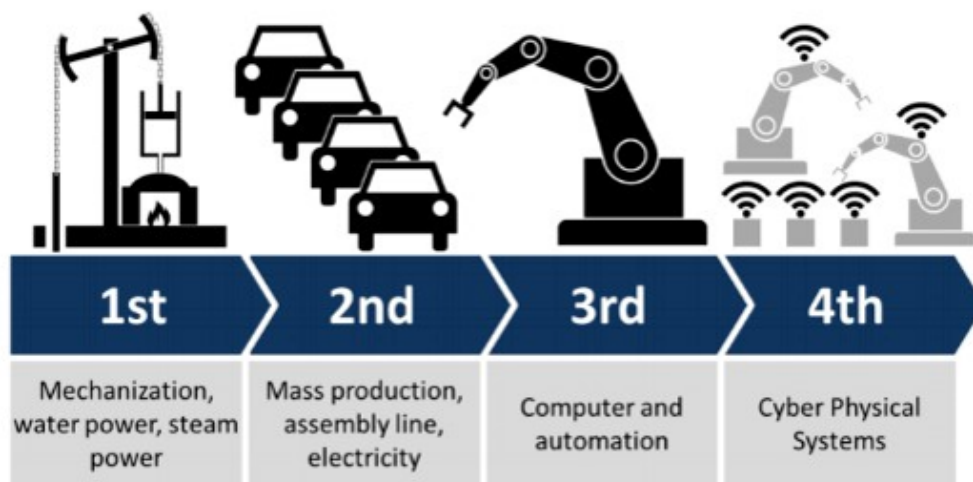 1st
2nd
3rd
4th
Mechanization,
water power, steam
power
Mass production,
assembly line,
electricity
Computer and
automation
Cyber Physical
Systems